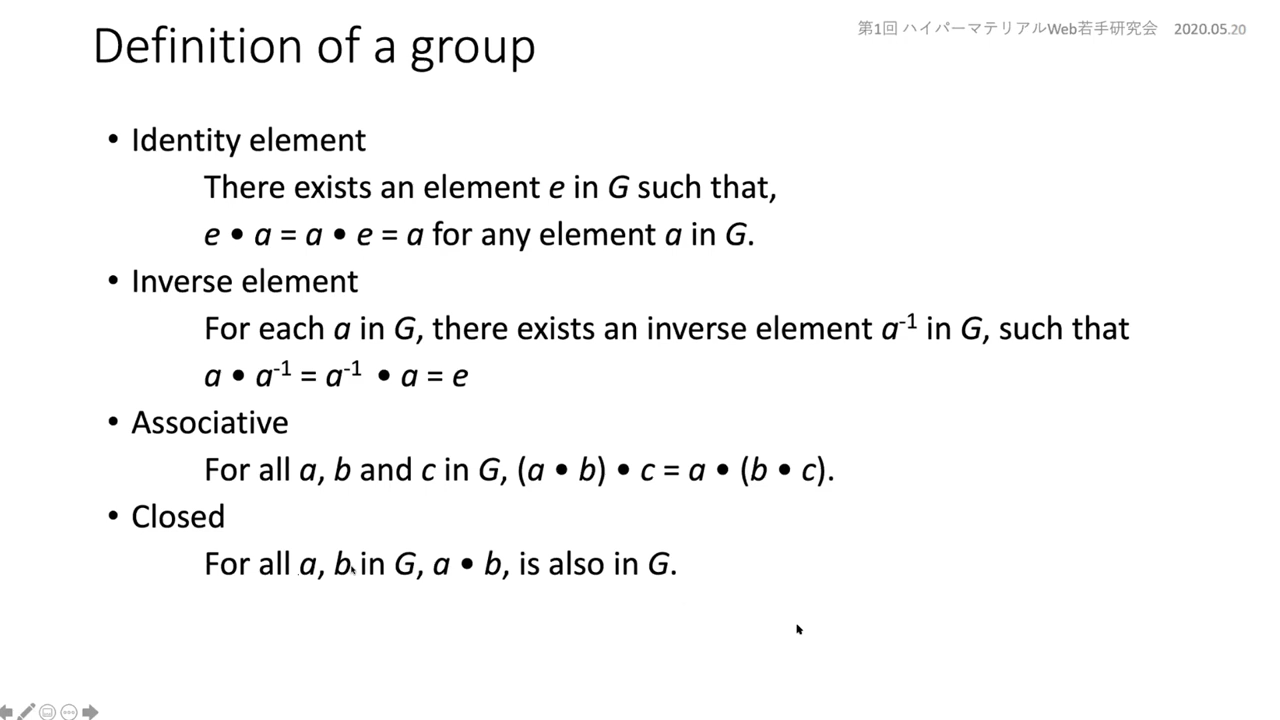 Definition of a group
第1回 ハイパーマテリアルWeb若手研究会 2020.05.20
• Identity element
There exists an element e in G such that,
e • a = a • e = a for any element a in G.
• Inverse element
For each a in G, there exists an inverse element a⁻¹ in G, such that
a • a⁻¹ = a⁻¹ • a = e
• Associative
For all a, b and c in G, (a • b) • c = a • (b • c).
• Closed
For all a, b in G, a • b, is also in G.